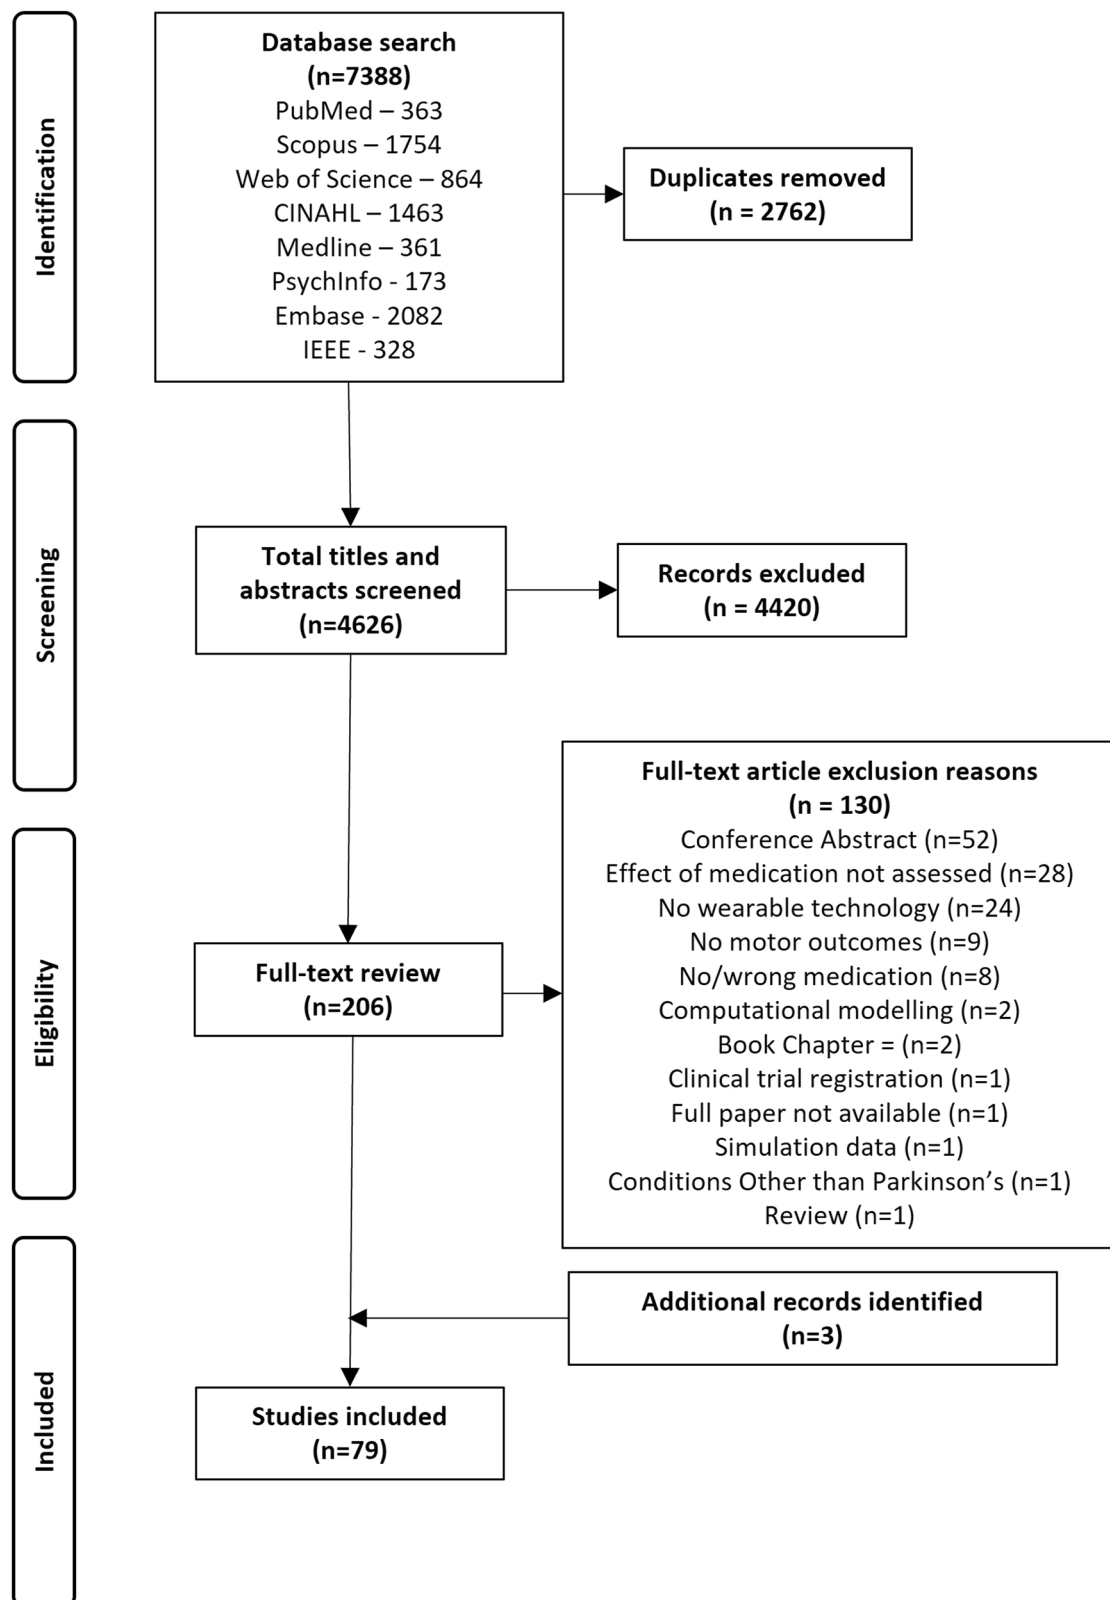 Identification
Database search
(n=7388)
PubMed – 363
Scopus – 1754
Web of Science – 864
CINAHL – 1463
Medline – 361
PsychInfo - 173
Embase - 2082
IEEE - 328
Duplicates removed
(n = 2762)
Screening
Total titles and
abstracts screened
(n=4626)
Records excluded
(n = 4420)
Eligibility
Full-text review
(n=206)
Full-text article exclusion reasons
(n = 130)
Conference Abstract (n=52)
Effect of medication not assessed (n=28)
No wearable technology (n=24)
No motor outcomes (n=9)
No/wrong medication (n=8)
Computational modelling (n=2)
Book Chapter = (n=2)
Clinical trial registration (n=1)
Full paper not available (n=1)
Simulation data (n=1)
Conditions Other than Parkinson’s (n=1)
Review (n=1)
Included
Additional records identified
(n=3)
Studies included
(n=79)